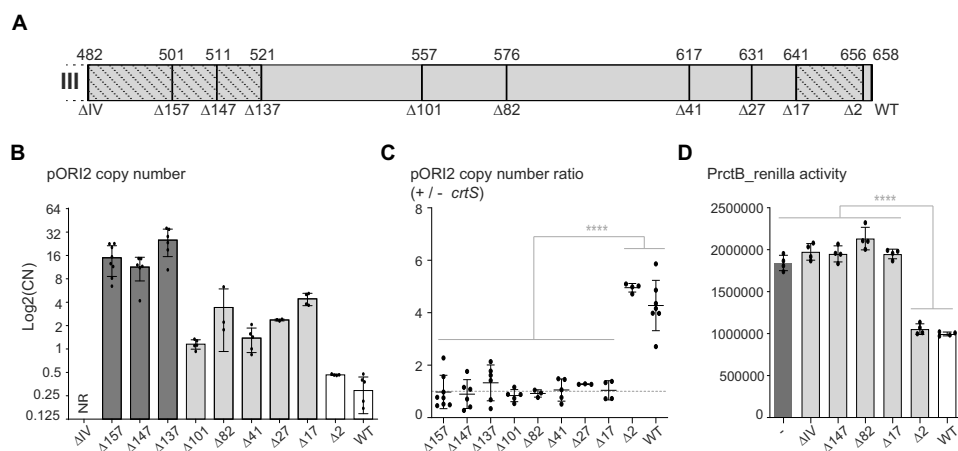 A
482 501 511 521 557 576 617 631 641 656 658
III
ΔIV Δ157 Δ147 Δ137 Δ101 Δ82 Δ41 Δ27 Δ17 Δ2 WT
B
pORI2 copy number
Log2(CN)
64
32
16
8
4
2
1
0.5
0.25
0.125
NR
ΔIV Δ157 Δ147 Δ137 Δ101 Δ82 Δ41 Δ27 Δ17 Δ2 WT
C
pORI2 copy number ratio
(+ / - crtS)
8
6
4
2
0
****
Δ157 Δ147 Δ137 Δ101 Δ82 Δ41 Δ27 Δ17 Δ2 WT
D
PrctB_renilla activity
****
2500000
2000000
1500000
1000000
500000
0
- ΔIV Δ147 Δ82 Δ17 Δ2 WT